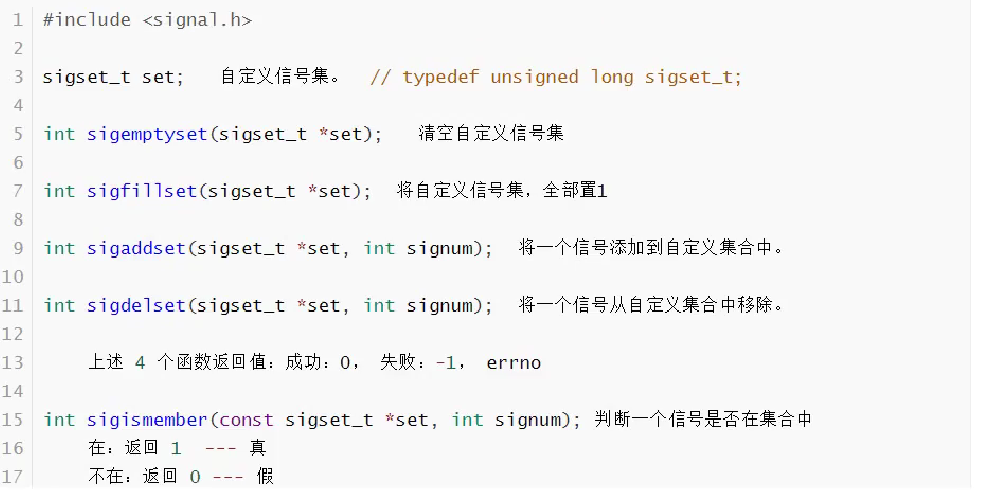 1 #include <signal.h>
2
3 sigset_t set; 自定义信号集。 // typedef unsigned long sigset_t;
4
5 int sigemptyset(sigset_t *set); 清空自定义信号集
6
7 int sigfillset(sigset_t *set); 将自定义信号集，全部置1
8
9 int sigaddset(sigset_t *set, int signum); 将一个信号添加到自定义集合中。
10
11 int sigdelset(sigset_t *set, int signum); 将一个信号从自定义集合中移除。
12
13 上述 4 个函数返回值：成功：0， 失败：-1， errno
14
15 int sigismember(const sigset_t *set, int signum); 判断一个信号是否在集合中
16 在：返回 1 --- 真
17 不在：返回 0 --- 假